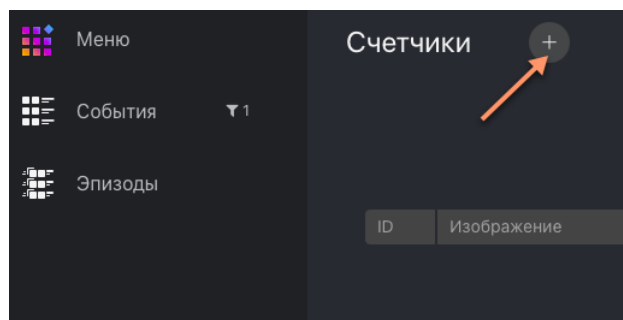 Меню
События 1
Эпизоды
Счетчики +
ID Изображение